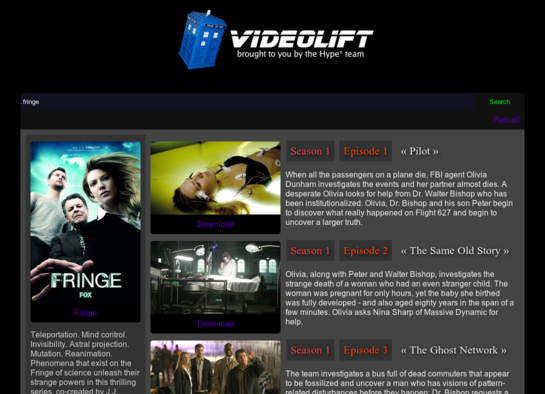 VIDEOLIFT
brought to you by the Hype® team
fringe
Search
Reload
FRINGE
FOX
Fringe
Teleportation. Mind control.
Invisibility. Astral projection.
Mutation. Reanimation.
Phenomena that exist on the
Fringe of science unleash their
strange powers in this thrilling
series, co-created by J.J.
Download
Season 1 Episode 1 « Pilot »
When all the passengers on a plane die, FBI agent Olivia
Dunham investigates the events and her partner almost dies. A
desperate Olivia looks for help from Dr. Walter Bishop who has
been institutionalized. Olivia, Dr. Bishop and his son Peter begin
to discover what really happened on Flight 627 and begin to
uncover a larger truth.
Download
Season 1 Episode 2 « The Same Old Story »
Olivia, along with Peter and Walter Bishop, investigates the
strange death of a woman who had an even stranger child. The
woman was pregnant for only hours, yet the baby she birthed
was fully developed - and also aged eighty years in the span of a
few minutes. Olivia asks Nina Sharp of Massive Dynamic for
help.
Season 1 Episode 3 « The Ghost Network »
The team investigates a bus full of dead commuters that appear
to be fossilized and uncover a man who has visions of pattern-
related disturbances before they happen; Dr. Bishop requests a